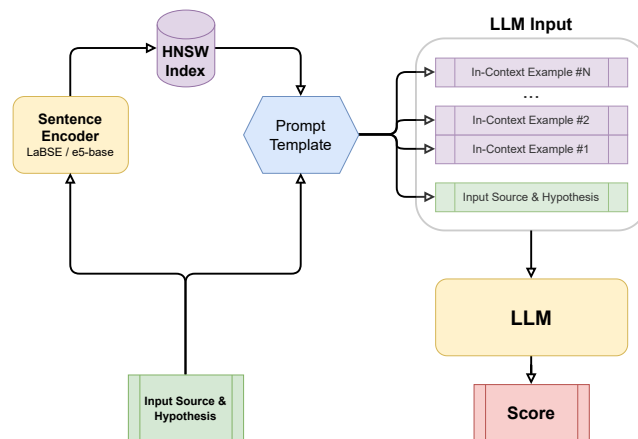 LLM Input
HNSW
Index
In-Context Example #N
...
Sentence
Encoder
LaBSE / e5-base
Prompt
Template
In-Context Example #2
In-Context Example #1
Input Source & Hypothesis
LLM
Input Source &
Hypothesis
Score